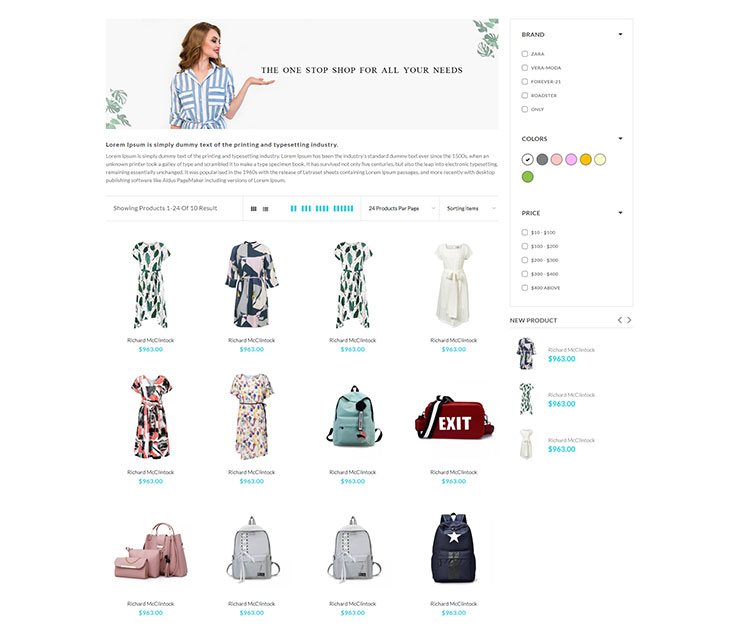 THE ONE STOP SHOP FOR ALL YOUR NEEDS
Lorem Ipsum is simply dummy text of the printing and typesetting industry.
Lorem Ipsum is simply dummy text of the printing and typesetting industry. Lorem Ipsum has been the industry's standard dummy text ever since the 1500s, when an
unknown printer took a galley of type and scrambled it to make a type specimen book. It has survived not only five centuries, but also the leap into electronic typesetting,
remaining essentially unchanged. It was popularised in the 1960s with the release of Letraset sheets containing Lorem Ipsum passages, and more recently with desktop
publishing software like Aldus PageMaker including versions of Lorem Ipsum.
Showing Products 1-24 Of 10 Result
24 Products Par Page
Sorting Items
Richard McClintock
$963.00
Richard McClintock
$963.00
Richard McClintock
$963.00
Richard McClintock
$963.00
EXIT
Richard McClintock
$963.00
Richard McClintock
$963.00
Richard McClintock
$963.00
Richard McClintock
$963.00
Richard McClintock
$963.00
Richard McClintock
$963.00
Richard McClintock
$963.00
Richard McClintock
$963.00
BRAND
ZARA
VERA-MODA
FOREVER-21
ROADSTER
ONLY
COLORS
PRICE
$10 - $100
$100 - $200
$200 - $300
$300 - $400
$400 ABOVE
NEW PRODUCT
Richard McClintock
$963.00
Richard McClintock
$963.00
Richard McClintock
$963.00